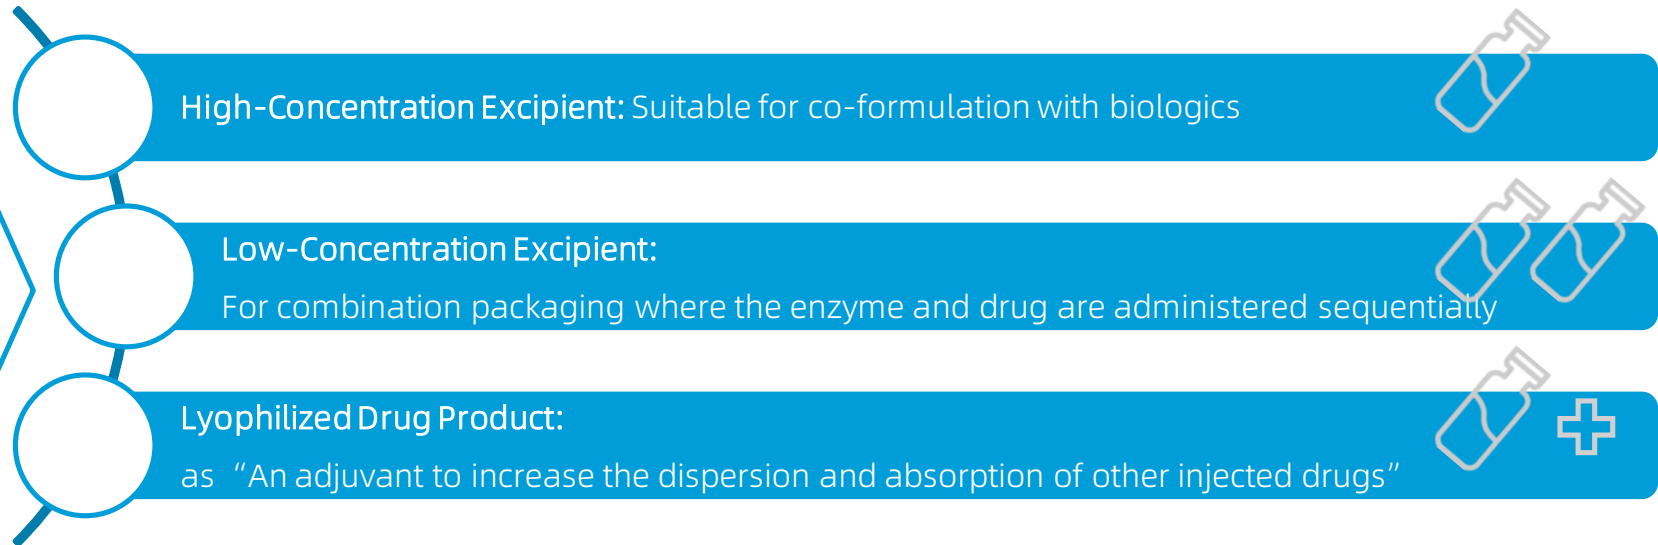 High-Concentration Excipient: Suitable for co-formulation with biologics
Low-Concentration Excipient:
For combination packaging where the enzyme and drug are administered sequentially
Lyophilized Drug Product:
as “An adjuvant to increase the dispersion and absorption of other injected drugs”